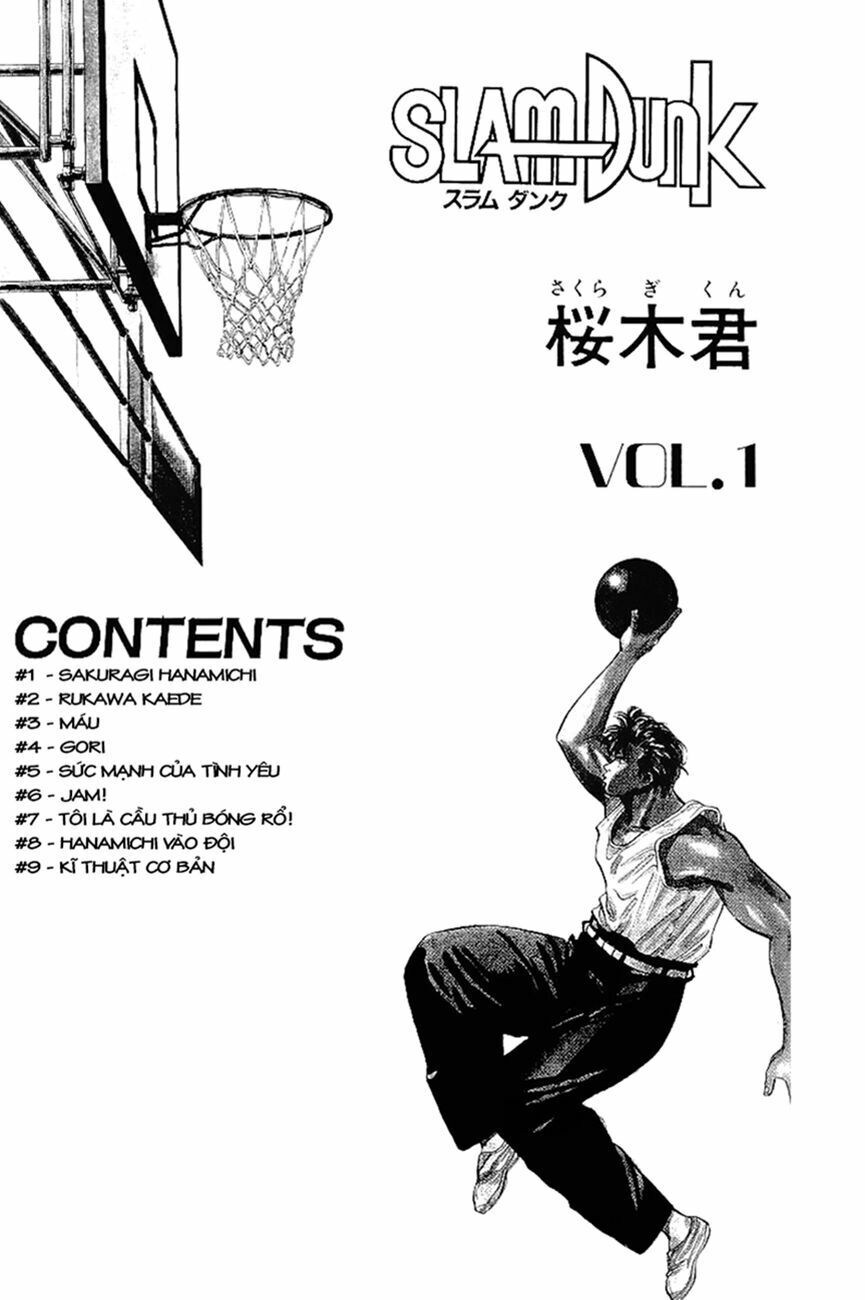 SLAM DUNK
スラム ダンク
さくら ぎ くん
桜木君
VOL.1
CONTENTS
#1 - SAKURAGI HANAMICHI
#2 - RUKAWA KAEDE
#3 - MÁU
#4 - GORI
#5 - SỨC MẠNH CỦA TÌNH YÊU
#6 - JAM!
#7 - TÔI LÀ CẦU THỦ BÓNG RỔ!
#8 - HANAMICHI VÀO ĐỘI
#9 - KĨ THUẬT CƠ BẢN